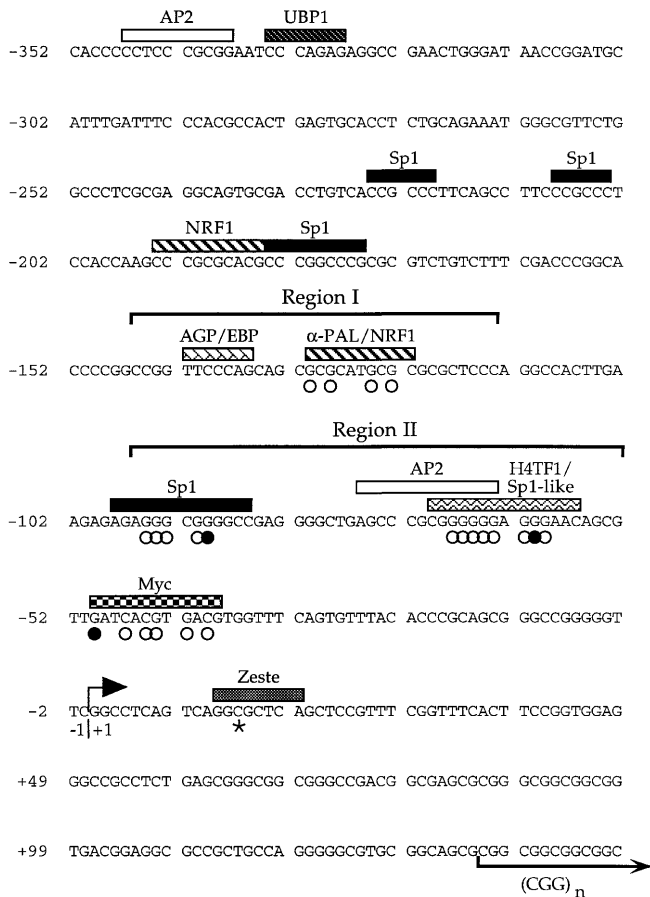 AP2 UBP1
-352 CACCCCCTCC CGCGGAATCC CAGAGAGGCC GAACTGGGAT AACCGGATGC
-302 ATTTGATTTC CCACGCCACT GAGTGCACCT CTGCAGAAAT GGGCGTTCTG
Sp1 Sp1
-252 GCCCTCGCGA GGCAGTGCGA CCTGTCACCG CCCTTCAGCC TTCCCGCCCT
NRF1 Sp1
-202 CCACCAAGCC CGCGCACGCC CGGCCCGCGC GTCTGTCTTT CGACCCGGCA
Region I
AGP/EBP α-PAL/NRF1
-152 CCCCGGCCGG TTCCCAGCAG CGCGCATGCG CGCGCTCCCA GGCCACTTGA
Region II
AP2 H4TF1/
Sp1 Sp1-like
-102 AGAGAGAGGG CGGGGCCGAG GGGCTGAGCC CGCGGGGGGA GGGAACAGCG
Myc
-52 TTGATCACGT GACGTGGTTT CAGTGTTTAC ACCCGCAGCG GGCCGGGGGT
Zeste
-2 TCGGCCTCAG TCAGGCGCTC AGCTCCGTTT CGGTTTCACT TCCGGTGGAG
-1 +1 *
+49 GGCCGCCTCT GAGCGGGCGG CGGGCCGACG GCGAGCGCGG GCGGCGGCGG
+99 TGACGGAGGC GCCGCTGCCA GGGGGCGTGC GGCAGCGCGG CGGCGGCGGC
(CGG)n